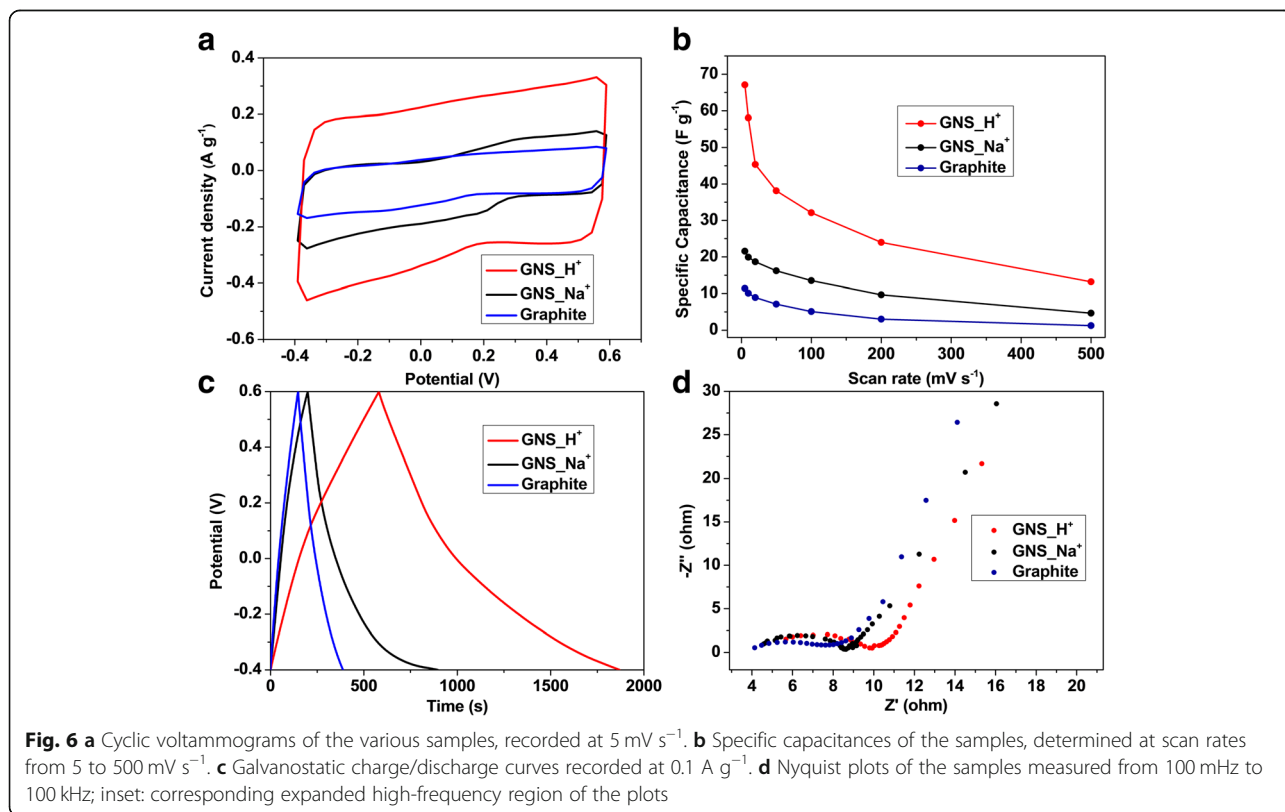 a
Current density (A g⁻¹)
0.6
0.4
0.2
0.0
-0.2
-0.4
-0.6
-0.4 -0.2 0.0 0.2 0.4 0.6
Potential (V)
GNS_H⁺
GNS_Na⁺
Graphite
b
Specific Capacitance (F g⁻¹)
70
60
50
40
30
20
10
0
0 100 200 300 400 500
Scan rate (mV s⁻¹)
GNS_H⁺
GNS_Na⁺
Graphite
c
Potential (V)
0.6
0.4
0.2
0.0
-0.2
-0.4
0 500 1000 1500 2000
Time (s)
GNS_H⁺
GNS_Na⁺
Graphite
d
-Z'' (ohm)
30
25
20
15
10
5
0
4 6 8 10 12 14 16 18 20
Z' (ohm)
GNS_H⁺
GNS_Na⁺
Graphite
Fig. 6 a Cyclic voltammograms of the various samples, recorded at 5 mV s⁻¹. b Specific capacitances of the samples, determined at scan rates
from 5 to 500 mV s⁻¹. c Galvanostatic charge/discharge curves recorded at 0.1 A g⁻¹. d Nyquist plots of the samples measured from 100 mHz to
100 kHz; inset: corresponding expanded high-frequency region of the plots